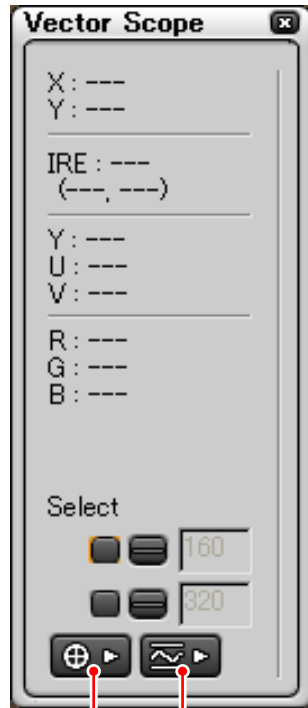 Vector Scope
X : ---
Y : ---
IRE : ---
(---, ---)
Y : ---
U : ---
V : ---
R : ---
G : ---
B : ---
Select
160
320